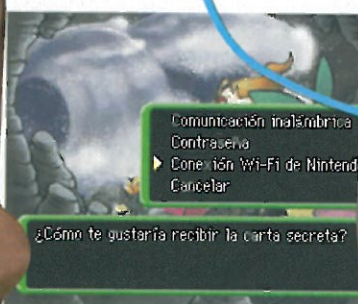 Comunicación inalámbrica
Contraseña
Conexión Wi-Fi de Nintend
Cancelar
¿Cómo te gustaría recibir la carta secreta?